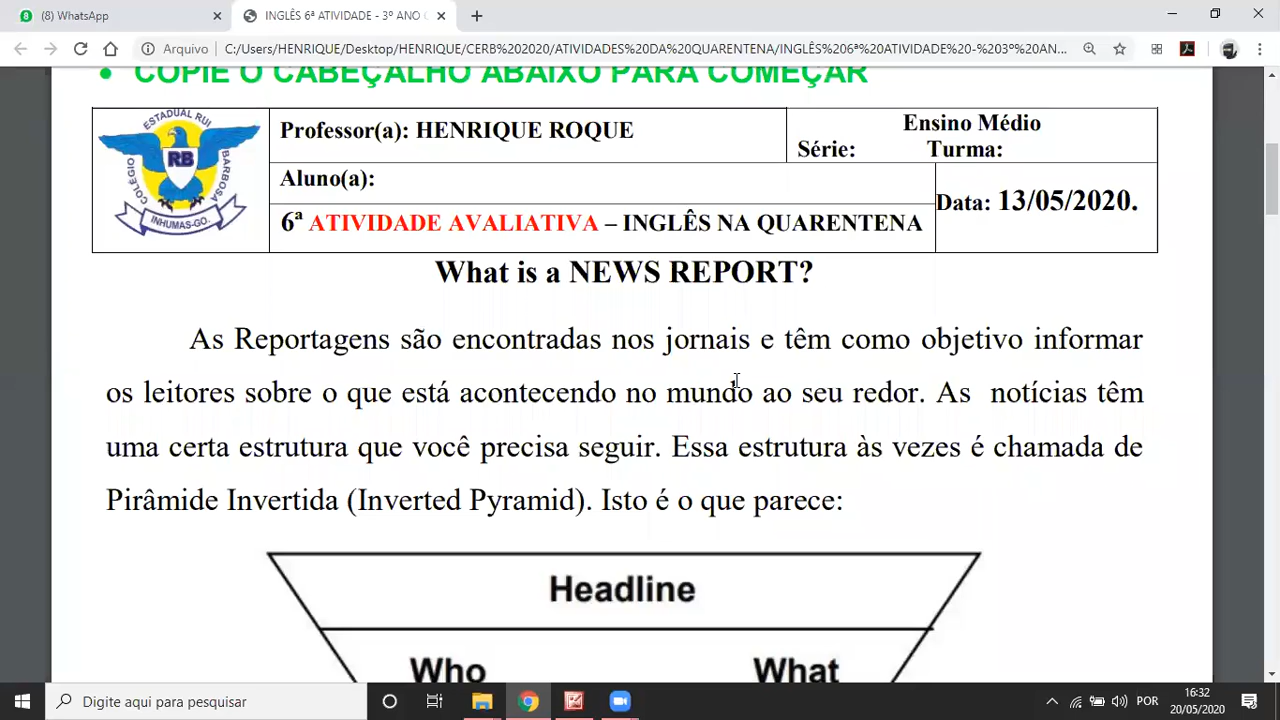 (8) WhatsApp
INGLÊS 6ª ATIVIDADE - 3º ANO
Arquivo
C:/Users/HENRIQUE/Desktop/HENRIQUE/CERB%202020/ATIVIDADES%20DA%20QUARENTENA/INGLÊS%206ª%20ATIVIDADE%20-%203º%20AN...
• COPIE O CABEÇALHO ABAIXO PARA COMEÇAR
COLÉGIO ESTADUAL RUI BARBOSA
RB
INHUMAS-GO.
Professor(a): HENRIQUE ROQUE
Ensino Médio
Série: Turma:
Aluno(a):
Data: 13/05/2020.
6ª ATIVIDADE AVALIATIVA – INGLÊS NA QUARENTENA
What is a NEWS REPORT?
As Reportagens são encontradas nos jornais e têm como objetivo informar
os leitores sobre o que está acontecendo no mundo ao seu redor. As notícias têm
uma certa estrutura que você precisa seguir. Essa estrutura às vezes é chamada de
Pirâmide Invertida (Inverted Pyramid). Isto é o que parece:
Headline
Who What
Digite aqui para pesquisar
POR
16:32
20/05/2020